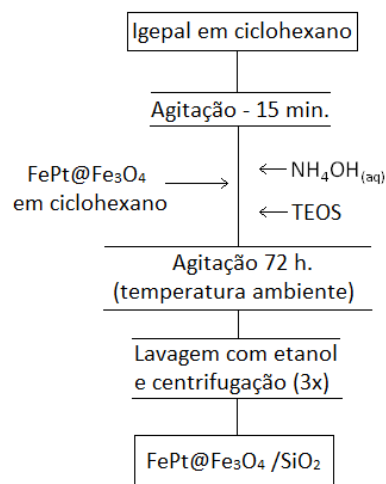 Igepal em ciclohexano
Agitação - 15 min.
FePt@Fe₃O₄
em ciclohexano
NH₄OH(aq)
TEOS
Agitação 72 h.
(temperatura ambiente)
Lavagem com etanol
e centrifugação (3x)
FePt@Fe₃O₄ /SiO₂